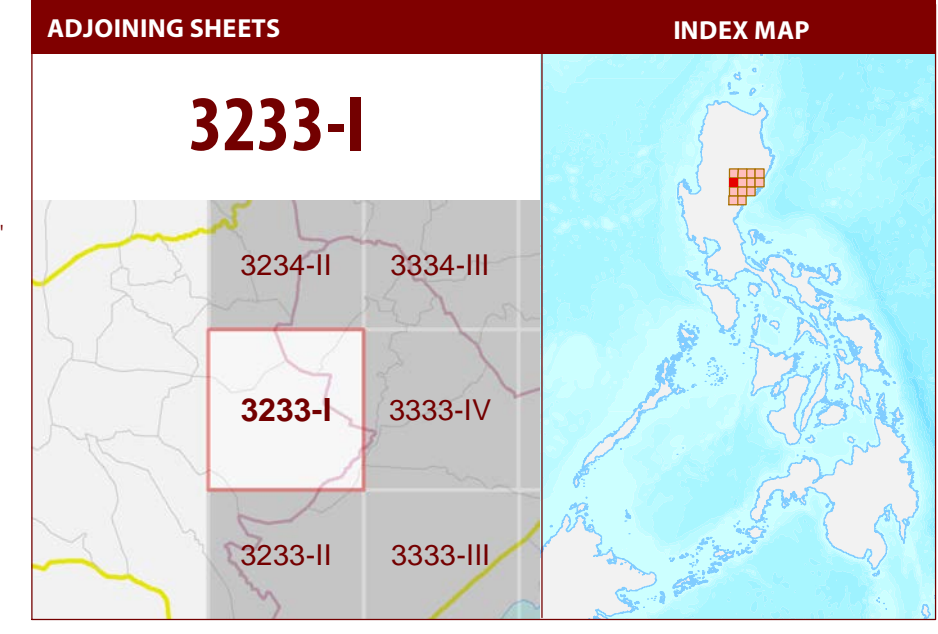 ADJOINING SHEETS
INDEX MAP
3233-I
3234-II 3334-III
3233-I 3333-IV
3233-II 3333-III